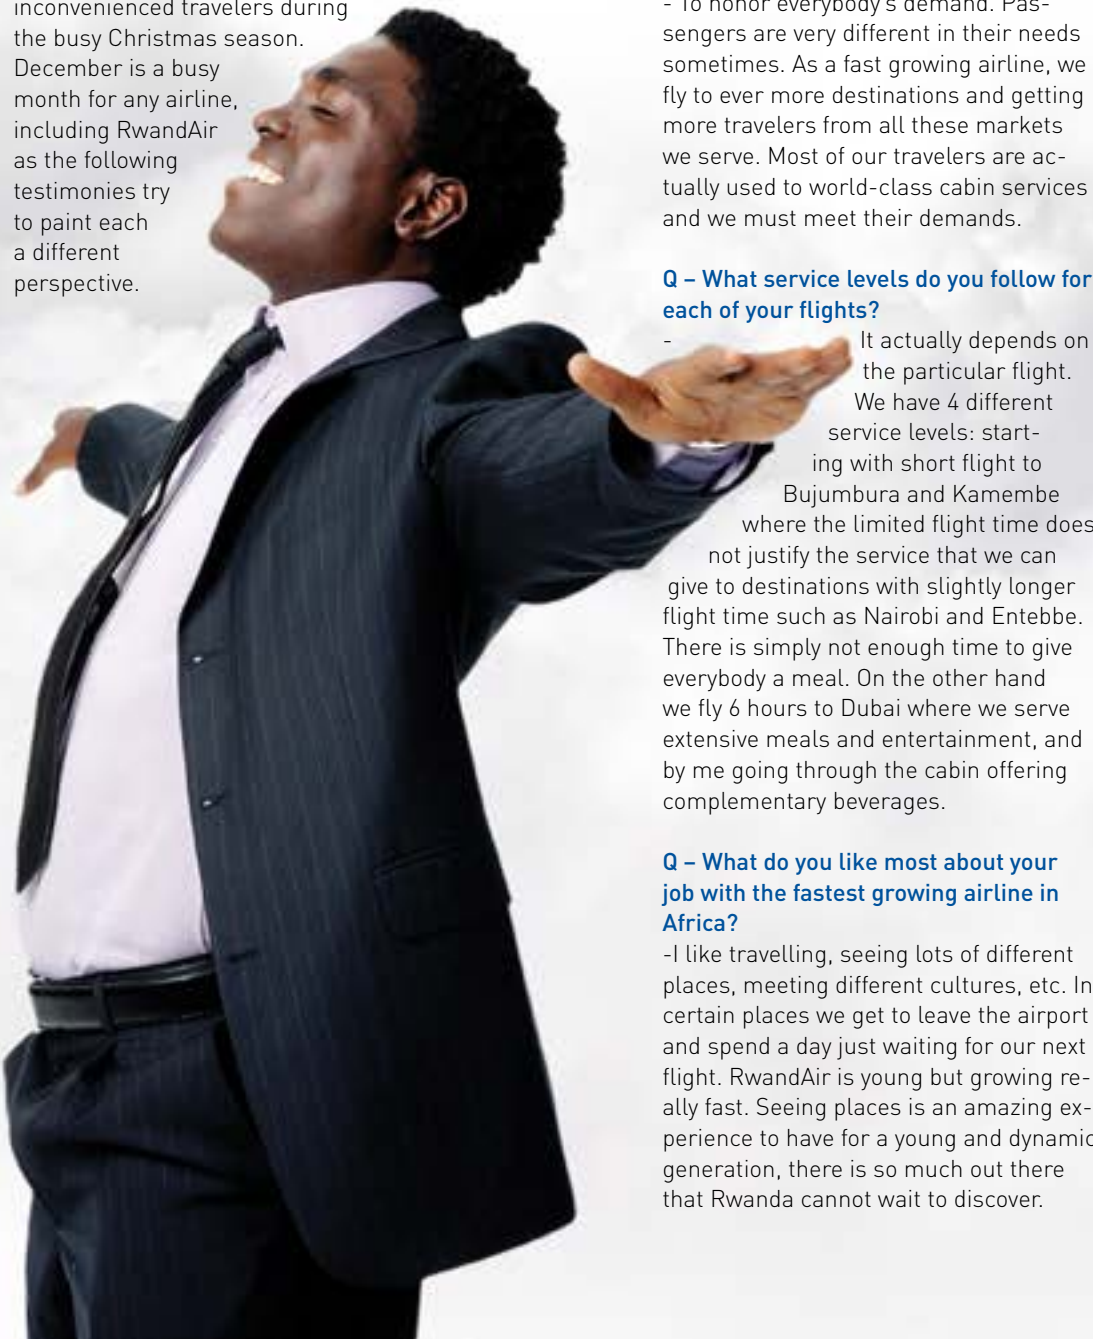 inconvenienced travelers during
the busy Christmas season.
December is a busy
month for any airline,
including RwandAir
as the following
testimonies try
to paint each
a different
perspective.
- To honor everybody's demand. Pas-
sengers are very different in their needs
sometimes. As a fast growing airline, we
fly to ever more destinations and getting
more travelers from all these markets
we serve. Most of our travelers are ac-
tually used to world-class cabin services
and we must meet their demands.
Q – What service levels do you follow for
each of your flights?
- It actually depends on
the particular flight.
We have 4 different
service levels: start-
ing with short flight to
Bujumbura and Kamembe
where the limited flight time does
not justify the service that we can
give to destinations with slightly longer
flight time such as Nairobi and Entebbe.
There is simply not enough time to give
everybody a meal. On the other hand
we fly 6 hours to Dubai where we serve
extensive meals and entertainment, and
by me going through the cabin offering
complementary beverages.
Q – What do you like most about your
job with the fastest growing airline in
Africa?
-I like travelling, seeing lots of different
places, meeting different cultures, etc. In
certain places we get to leave the airport
and spend a day just waiting for our next
flight. RwandAir is young but growing re-
ally fast. Seeing places is an amazing ex-
perience to have for a young and dynamic
generation, there is so much out there
that Rwanda cannot wait to discover.